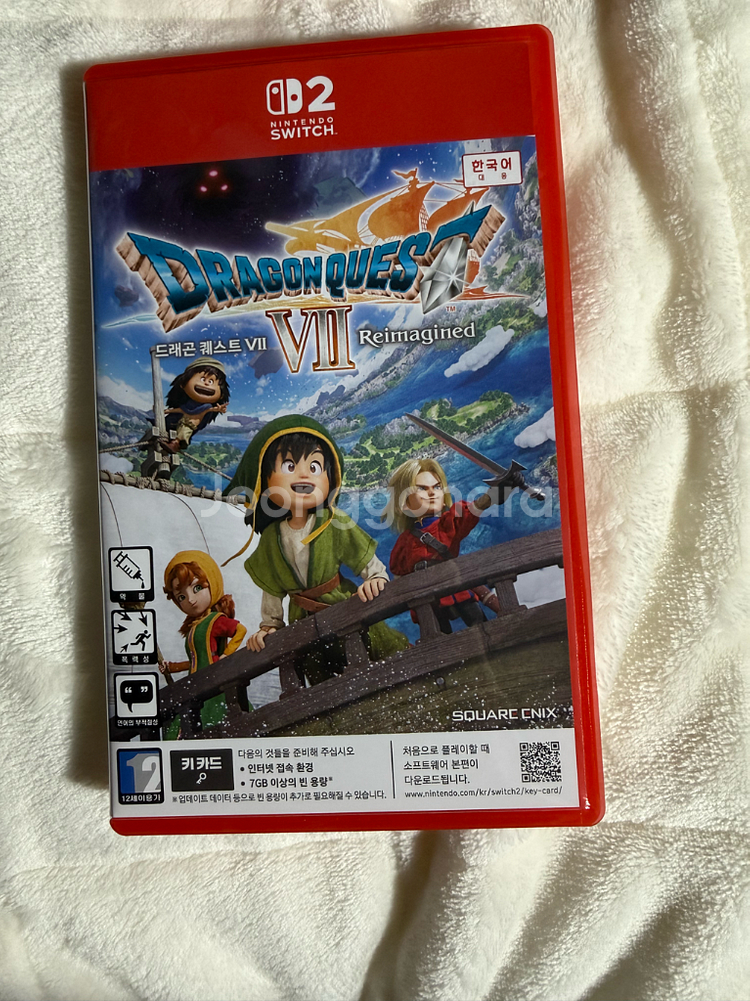 2
NINTENDO
SWITCH™
한국어
대응
DRAGON QUEST
VII
™
드래곤 퀘스트 VII
Reimagined
Joonggonara
약물
폭력성
“ ”
언어의 부적절성
SQUARE ENIX
12
12세이용가
키 카드
다음의 것들을 준비해 주십시오
• 인터넷 접속 환경
• 7GB 이상의 빈 용량※
※업데이트 데이터 등으로 빈 용량이 추가로 필요해질 수 있습니다.
처음으로 플레이할 때
소프트웨어 본편이
다운로드됩니다.
www.nintendo.com/kr/switch2/key-card/